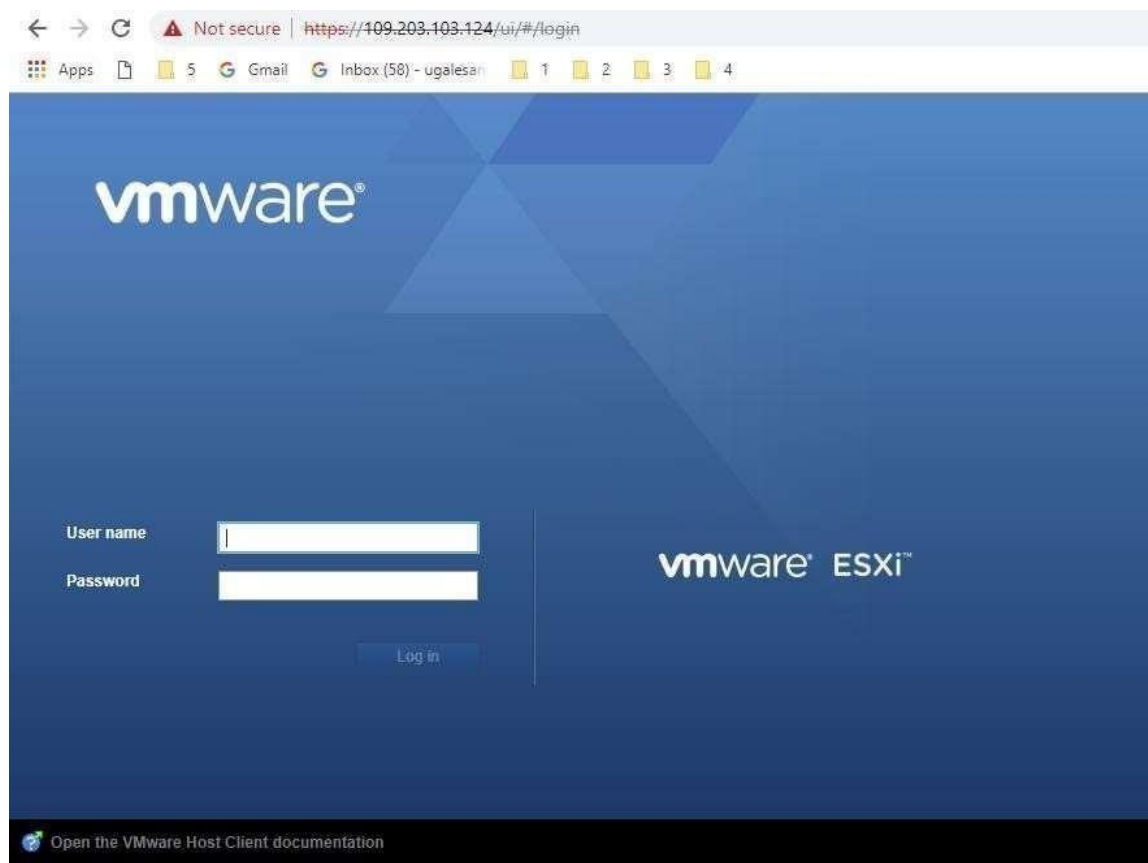 Not secure | https://109.203.103.124/ui/#/login
Apps 5 Gmail Inbox (58) - ugalesan 1 2 3 4
vmware®
User name
Password
Log in
vmware® ESXi™
Open the VMware Host Client documentation